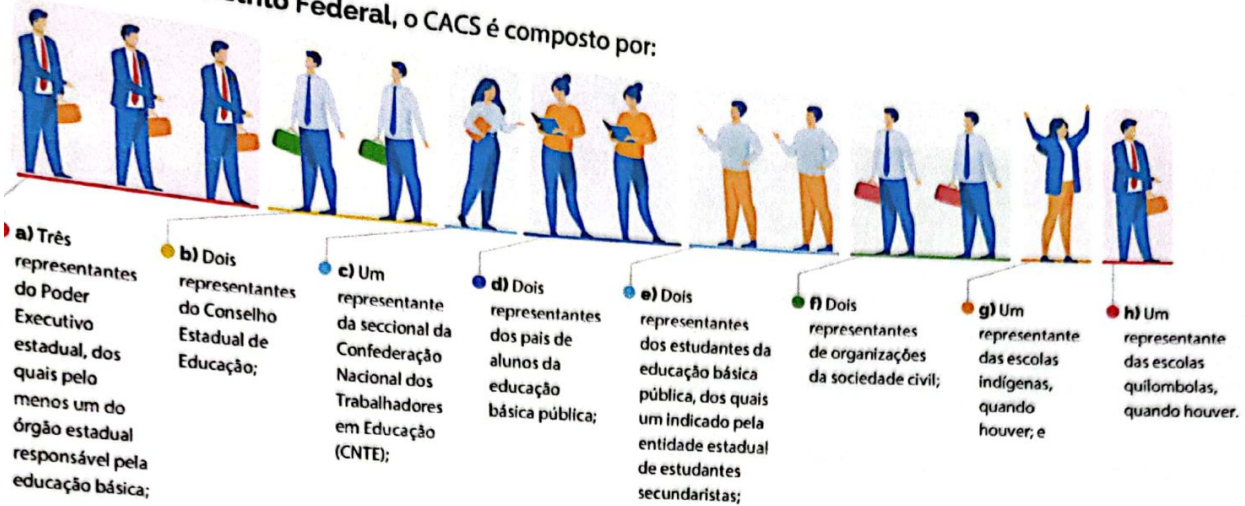 Federal, o CACS é composto por:
a) Três
representantes
do Poder
Executivo
estadual, dos
quais pelo
menos um do
órgão estadual
responsável pela
educação básica;
b) Dois
representantes
do Conselho
Estadual de
Educação;
c) Um
representante
da seccional da
Confederação
Nacional dos
Trabalhadores
em Educação
(CNTE);
d) Dois
representantes
dos pais de
alunos da
educação
básica pública;
e) Dois
representantes
dos estudantes da
educação básica
pública, dos quais
um indicado pela
entidade estadual
de estudantes
secundaristas;
f) Dois
representantes
de organizações
da sociedade civil;
g) Um
representante
das escolas
indígenas,
quando
houver; e
h) Um
representante
das escolas
quilombolas,
quando houver.